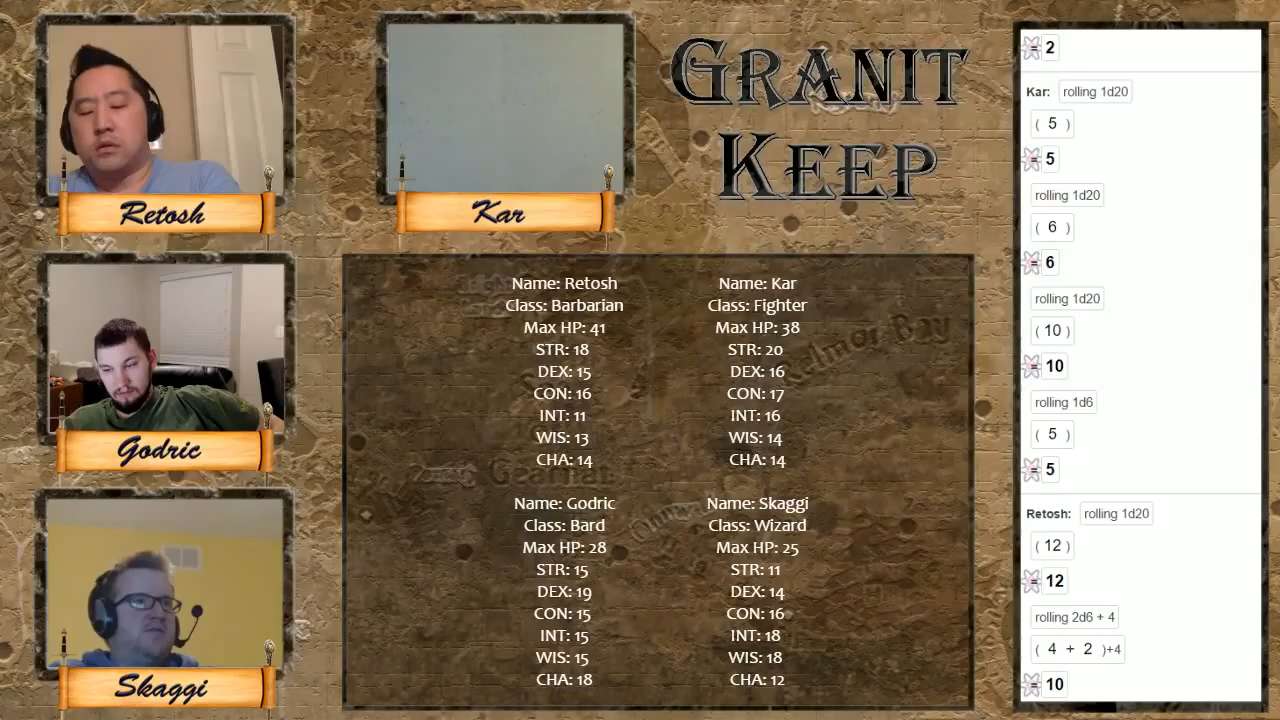 GRANIT
KEEP
Retosh
Kar
Godric
Skaggi
Name: Retosh
Class: Barbarian
Max HP: 41
STR: 18
DEX: 15
CON: 16
INT: 11
WIS: 13
CHA: 14
Name: Kar
Class: Fighter
Max HP: 38
STR: 20
DEX: 16
CON: 17
INT: 16
WIS: 14
CHA: 14
Name: Godric
Class: Bard
Max HP: 28
STR: 15
DEX: 19
CON: 15
INT: 15
WIS: 15
CHA: 18
Name: Skaggi
Class: Wizard
Max HP: 25
STR: 11
DEX: 14
CON: 16
INT: 18
WIS: 18
CHA: 12
= 2
Kar: rolling 1d20
( 5 )
= 5
rolling 1d20
( 6 )
= 6
rolling 1d20
( 10 )
= 10
rolling 1d6
( 5 )
= 5
Retosh: rolling 1d20
( 12 )
= 12
rolling 2d6 + 4
( 4 + 2 )+4
= 10